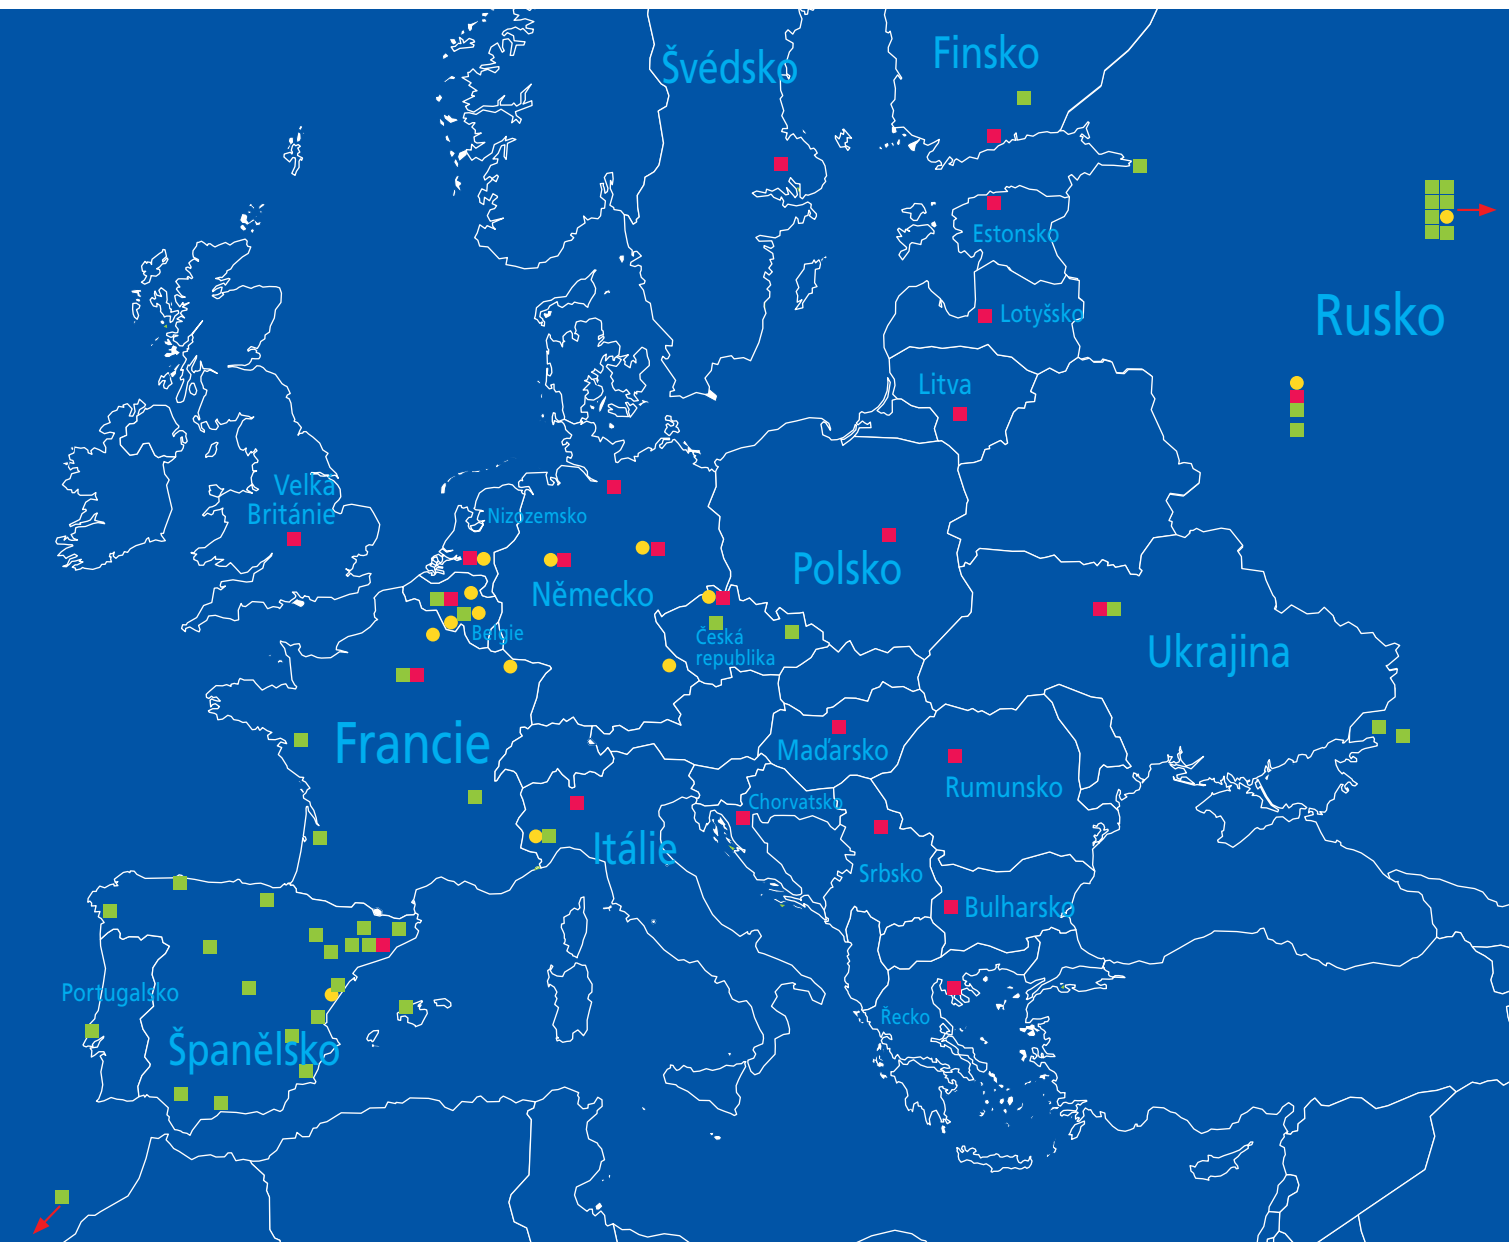 Švédsko
Finsko
Estonsko
Rusko
Lotyšsko
Litva
Velká
Británie
Nizozemsko
Polsko
Německo
Belgie
Česká
republika
Ukrajina
Francie
Maďarsko
Rumunsko
Chorvatsko
Itálie
Srbsko
Bulharsko
Portugalsko
Řecko
Španělsko